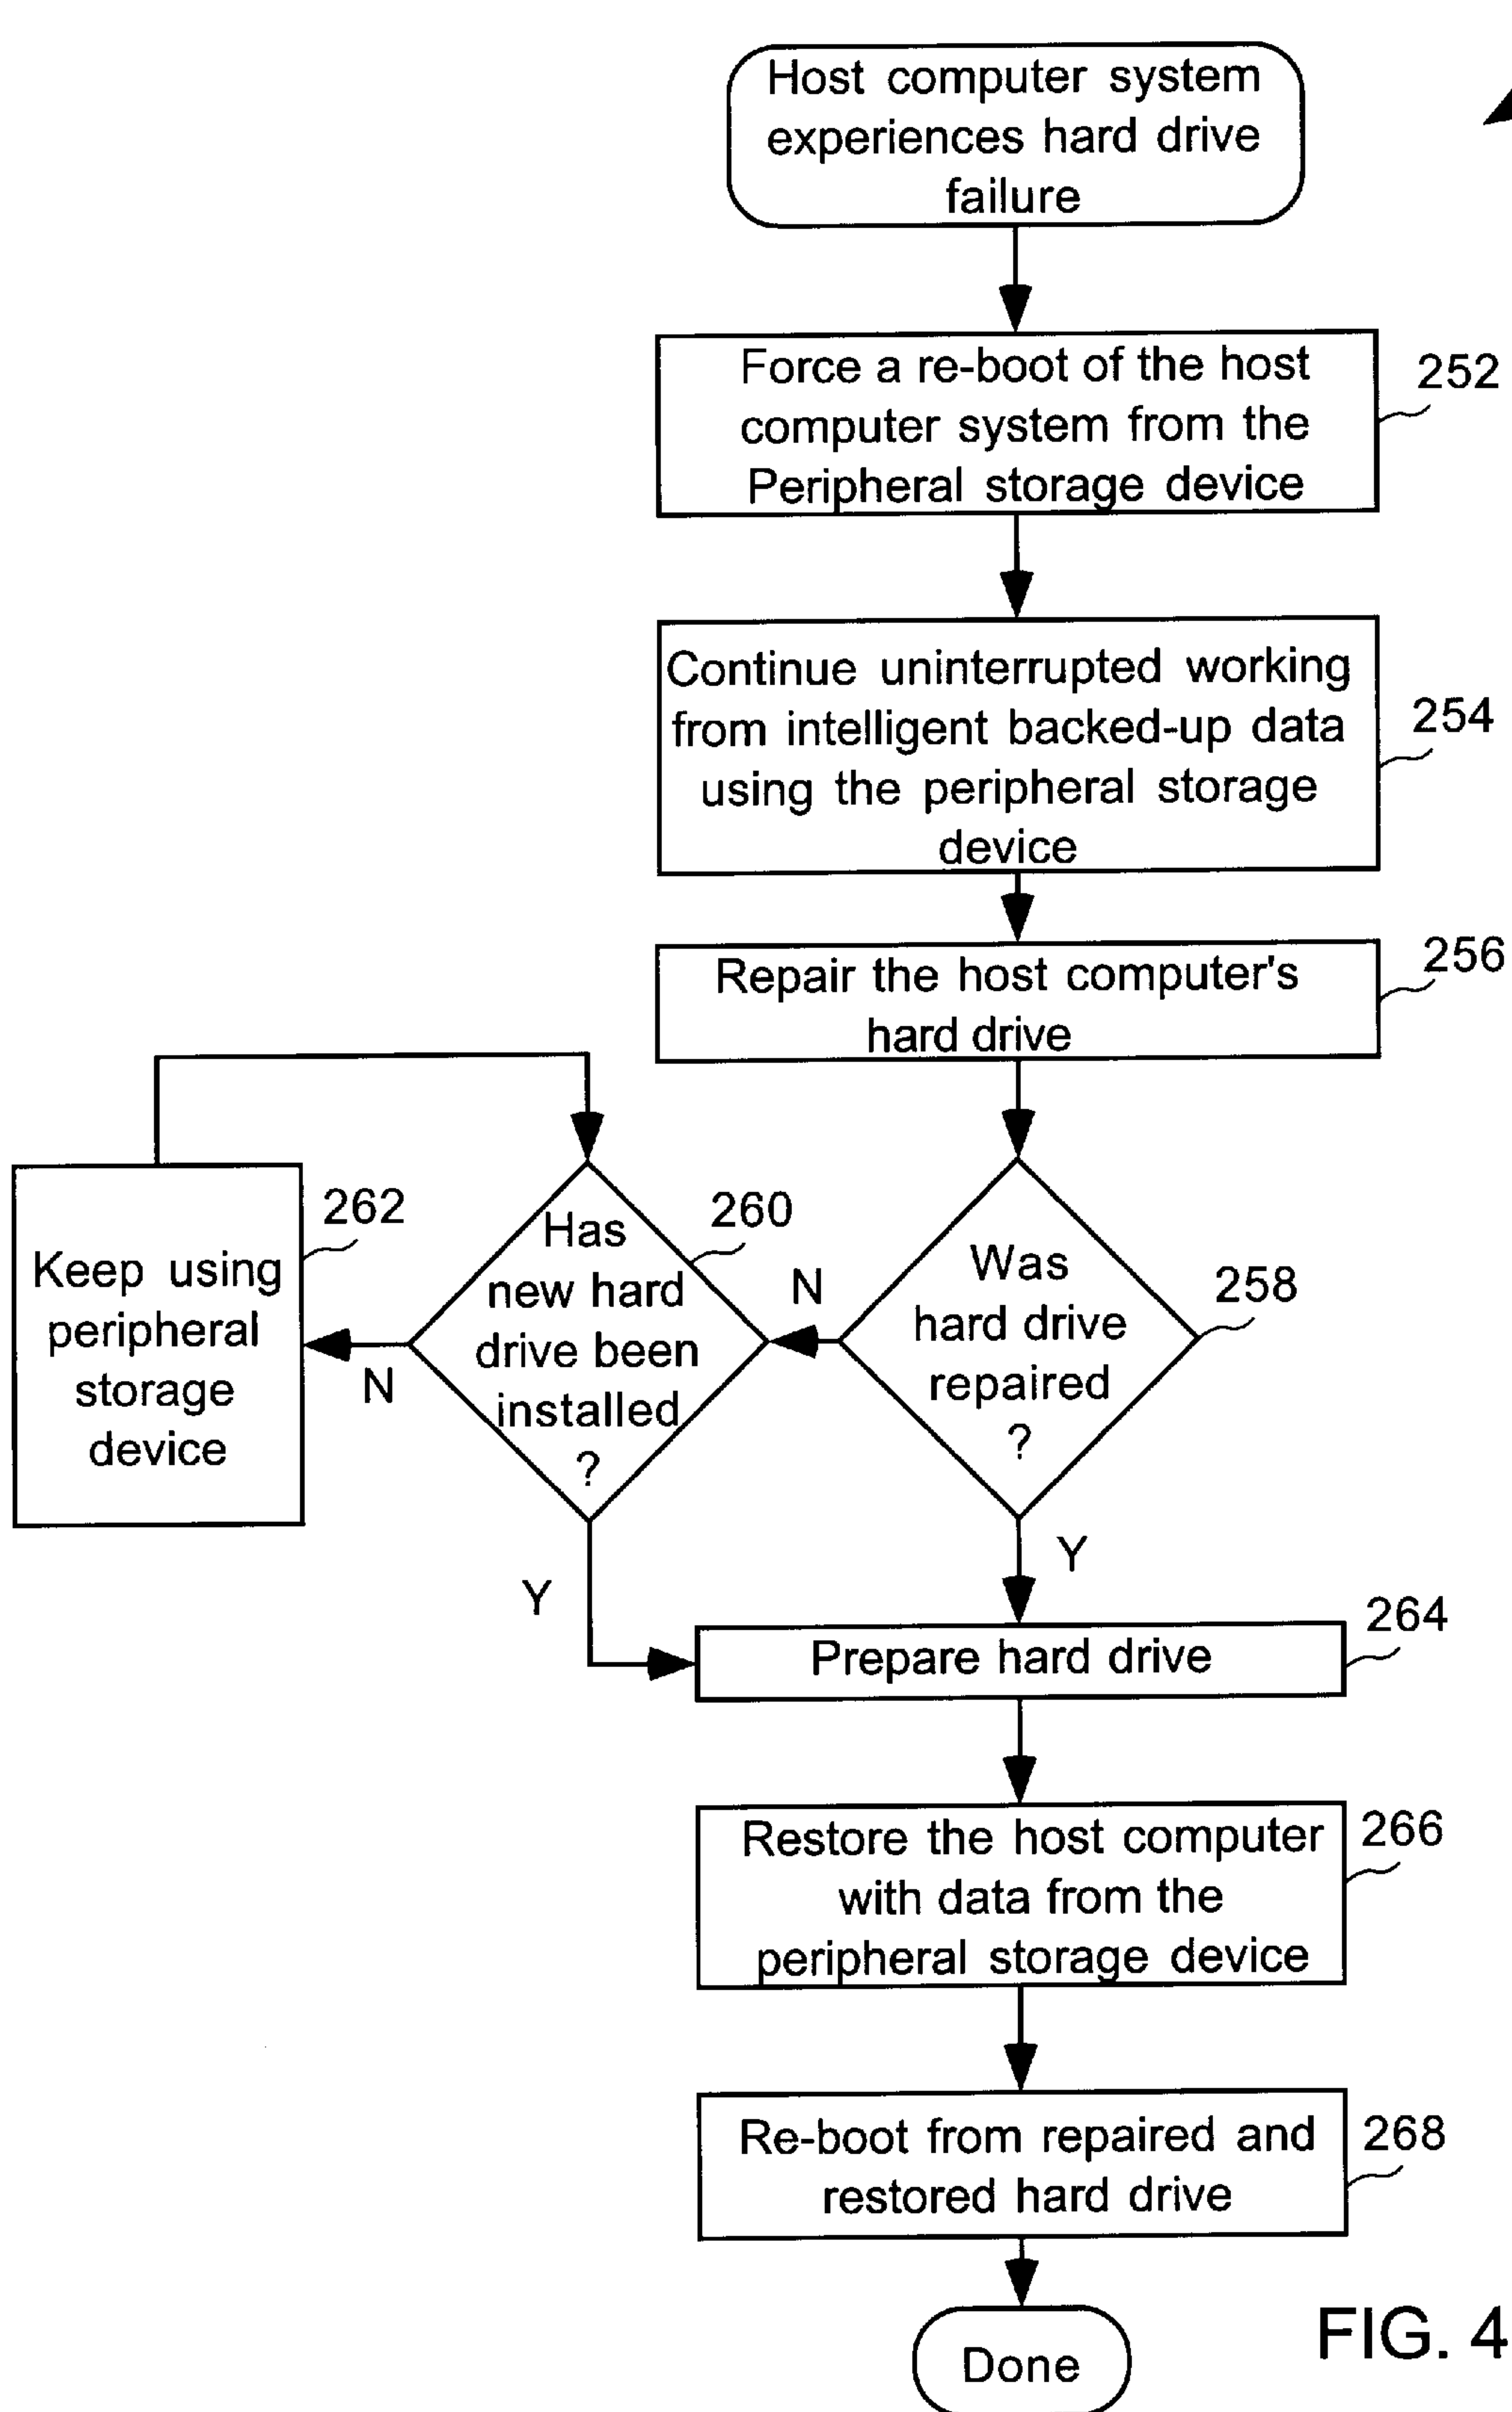 Host computer system
experiences hard drive
failure
Force a re-boot of the host
computer system from the
Peripheral storage device
252
Continue uninterrupted working
from intelligent backed-up data
using the peripheral storage
device
254
Repair the host computer's
hard drive
256
Was
hard drive
repaired
?
258
N
Y
Has
new hard
drive been
installed
?
260
N
Y
Keep using
peripheral
storage
device
262
Prepare hard drive
264
Restore the host computer
with data from the
peripheral storage device
266
Re-boot from repaired and
restored hard drive
268
Done
FIG. 4